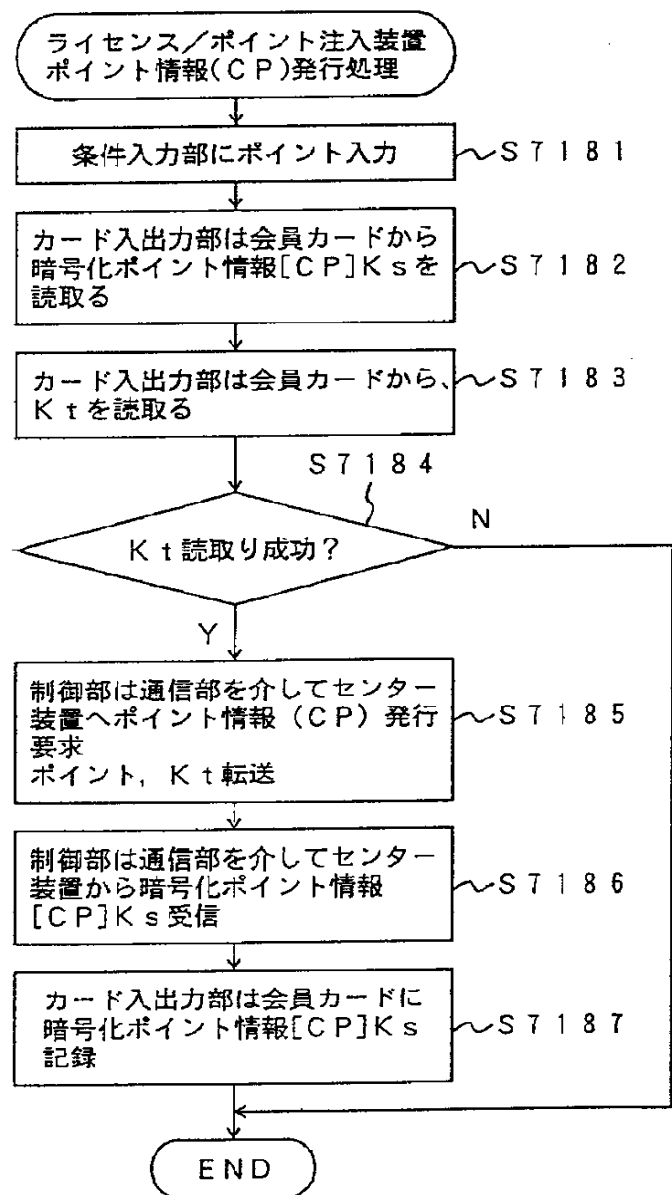 ライセンス/ポイント注入装置
ポイント情報(CP)発行処理
条件入力部にポイント入力
S7181
カード入出力部は会員カードから
暗号化ポイント情報[CP]Ksを
読取る
S7182
カード入出力部は会員カードから、
Ktを読取る
S7183
S7184
Kt読取り成功?
N
Y
制御部は通信部を介してセンター
装置へポイント情報(CP)発行
要求
ポイント,Kt転送
S7185
制御部は通信部を介してセンター
装置から暗号化ポイント情報
[CP]Ks受信
S7186
カード入出力部は会員カードに
暗号化ポイント情報[CP]Ks
記録
S7187
END